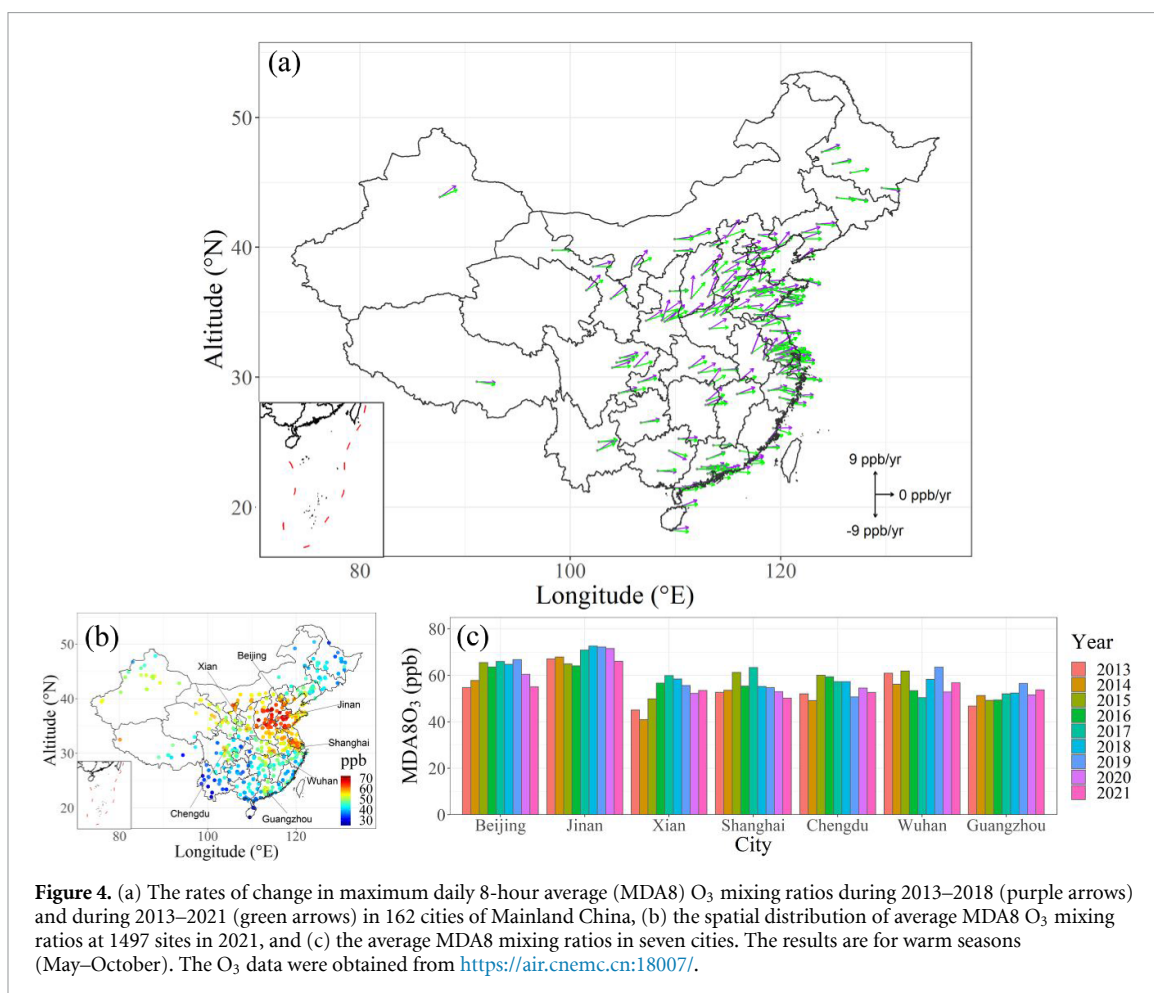 (a)
50
40
30
20
Altitude (°N)
9 ppb/yr
0 ppb/yr
-9 ppb/yr
80
100
120
Longitude (°E)
(b)
50
40
30
20
Altitude (°N)
Beijing
Xian
Jinan
Shanghai
Wuhan
Guangzhou
Chengdu
ppb
70
60
50
40
30
80
100
120
Longitude (°E)
(c)
80
60
40
20
0
MDA8O₃ (ppb)
Beijing Jinan Xian Shanghai Chengdu Wuhan Guangzhou
City
Year
2013
2014
2015
2016
2017
2018
2019
2020
2021
Figure 4. (a) The rates of change in maximum daily 8-hour average (MDA8) O₃ mixing ratios during 2013–2018 (purple arrows)
and during 2013–2021 (green arrows) in 162 cities of Mainland China, (b) the spatial distribution of average MDA8 O₃ mixing
ratios at 1497 sites in 2021, and (c) the average MDA8 mixing ratios in seven cities. The results are for warm seasons
(May–October). The O₃ data were obtained from https://air.cnemc.cn:18007/.